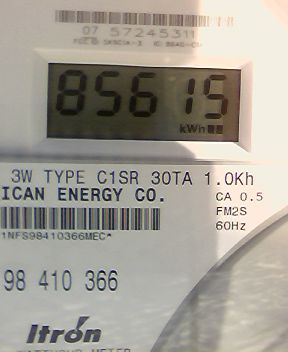 07 57245311
85615
kWh
3W TYPE C1SR 30TA 1.0Kh
ICAN ENERGY CO.
CA 0.5
FM2S
60Hz
1NFS98410366MEC*
98 410 366
Itron